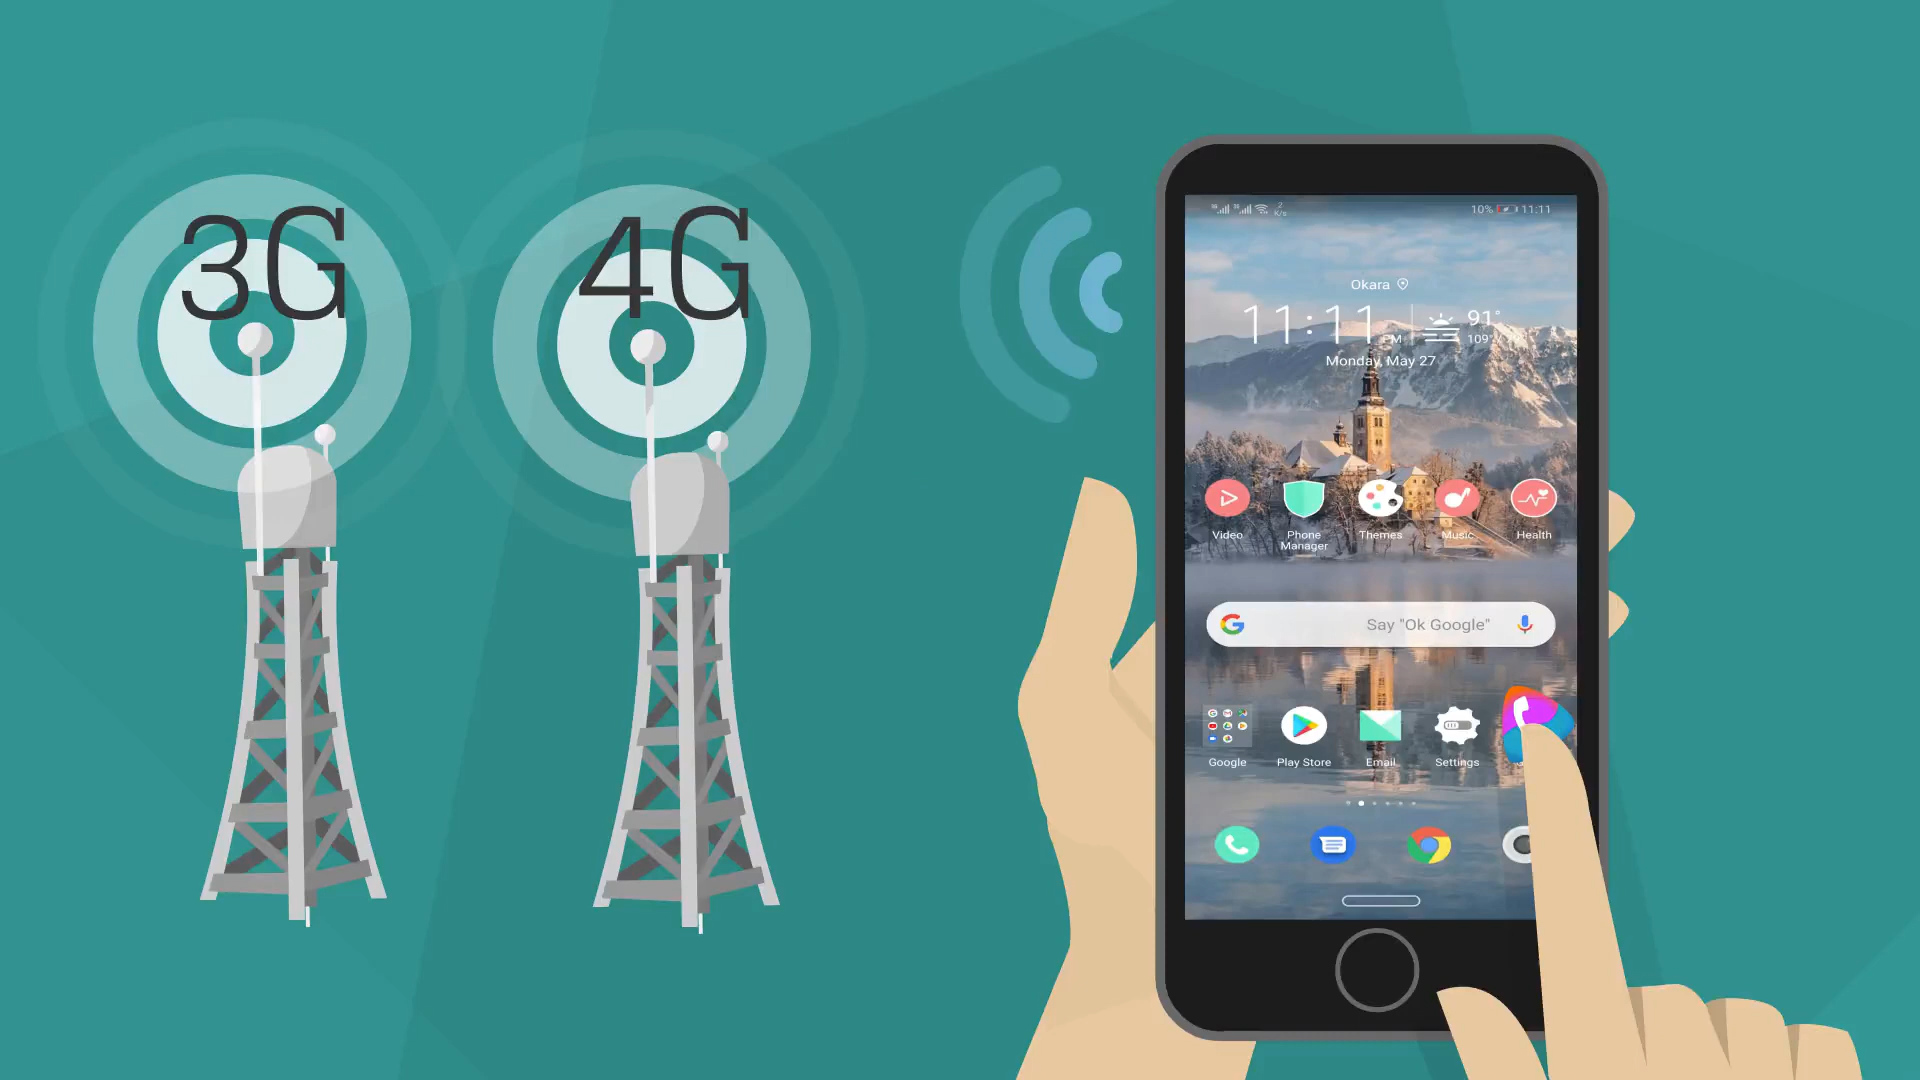 3G
4G
2
K/s
10%
11:11
Okara
11:11 PM
91°
109°
Monday, May 27
Video
Phone Manager
Themes
Music
Health
Say "Ok Google"
Google
Play Store
Email
Settings